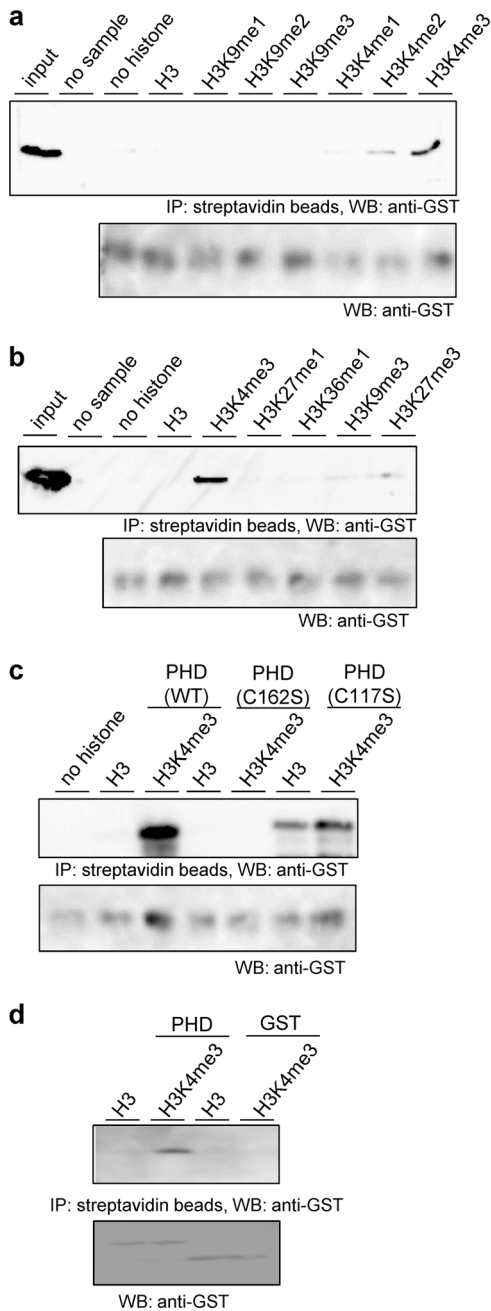 a
input no sample no histone H3 H3K9me1 H3K9me2 H3K9me3 H3K4me1 H3K4me2 H3K4me3
IP: streptavidin beads, WB: anti-GST
WB: anti-GST
b
input no sample no histone H3 H3K4me3 H3K27me1 H3K36me1 H3K9me3 H3K27me3
IP: streptavidin beads, WB: anti-GST
WB: anti-GST
c
PHD PHD PHD
(WT) (C162S) (C117S)
no histone H3 H3K4me3 H3 H3K4me3 H3 H3K4me3
IP: streptavidin beads, WB: anti-GST
WB: anti-GST
d
PHD GST
H3 H3K4me3 H3 H3K4me3
IP: streptavidin beads, WB: anti-GST
WB: anti-GST